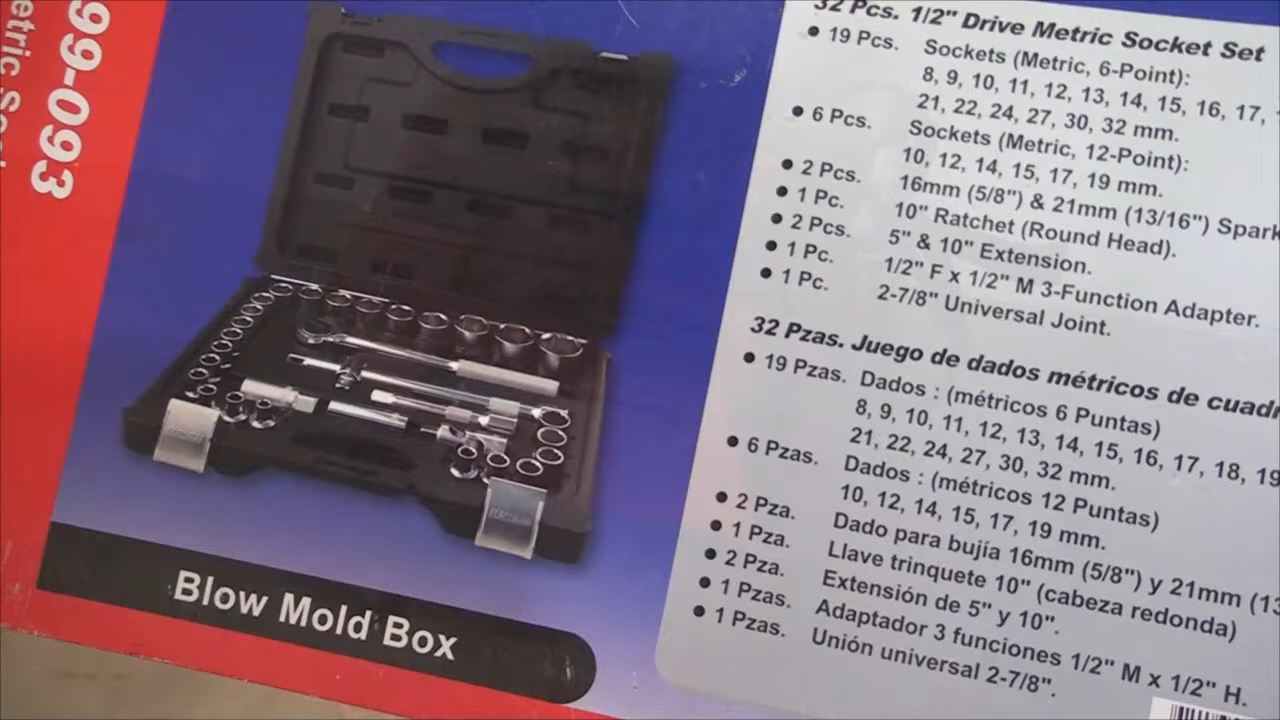 99-093
32 Pcs. 1/2" Drive Metric Socket Set
• 19 Pcs. Sockets (Metric, 6-Point):
8, 9, 10, 11, 12, 13, 14, 15, 16, 17,
21, 22, 24, 27, 30, 32 mm.
• 6 Pcs. Sockets (Metric, 12-Point):
10, 12, 14, 15, 17, 19 mm.
• 2 Pcs. 16mm (5/8") & 21mm (13/16") Spark
• 1 Pc. 10" Ratchet (Round Head).
• 2 Pcs. 5" & 10" Extension.
• 1 Pc. 1/2" F x 1/2" M 3-Function Adapter.
• 1 Pc. 2-7/8" Universal Joint.
32 Pzas. Juego de dados métricos de
• 19 Pzas. Dados : (métricos 6 Puntas)
8, 9, 10, 11, 12, 13, 14, 15, 16, 17, 18, 19
21, 22, 24, 27, 30, 32 mm.
• 6 Pzas. Dados : (métricos 12 Puntas)
10, 12, 14, 15, 17, 19 mm.
• 2 Pza. Dado para bujía 16mm (5/8") y 21mm (13
• 1 Pza. Llave trinquete 10" (cabeza redonda)
• 2 Pza. Extensión de 5" y 10".
• 1 Pzas. Adaptador 3 funciones 1/2" M x 1/2" H.
• 1 Pzas. Unión universal 2-7/8".
Blow Mold Box